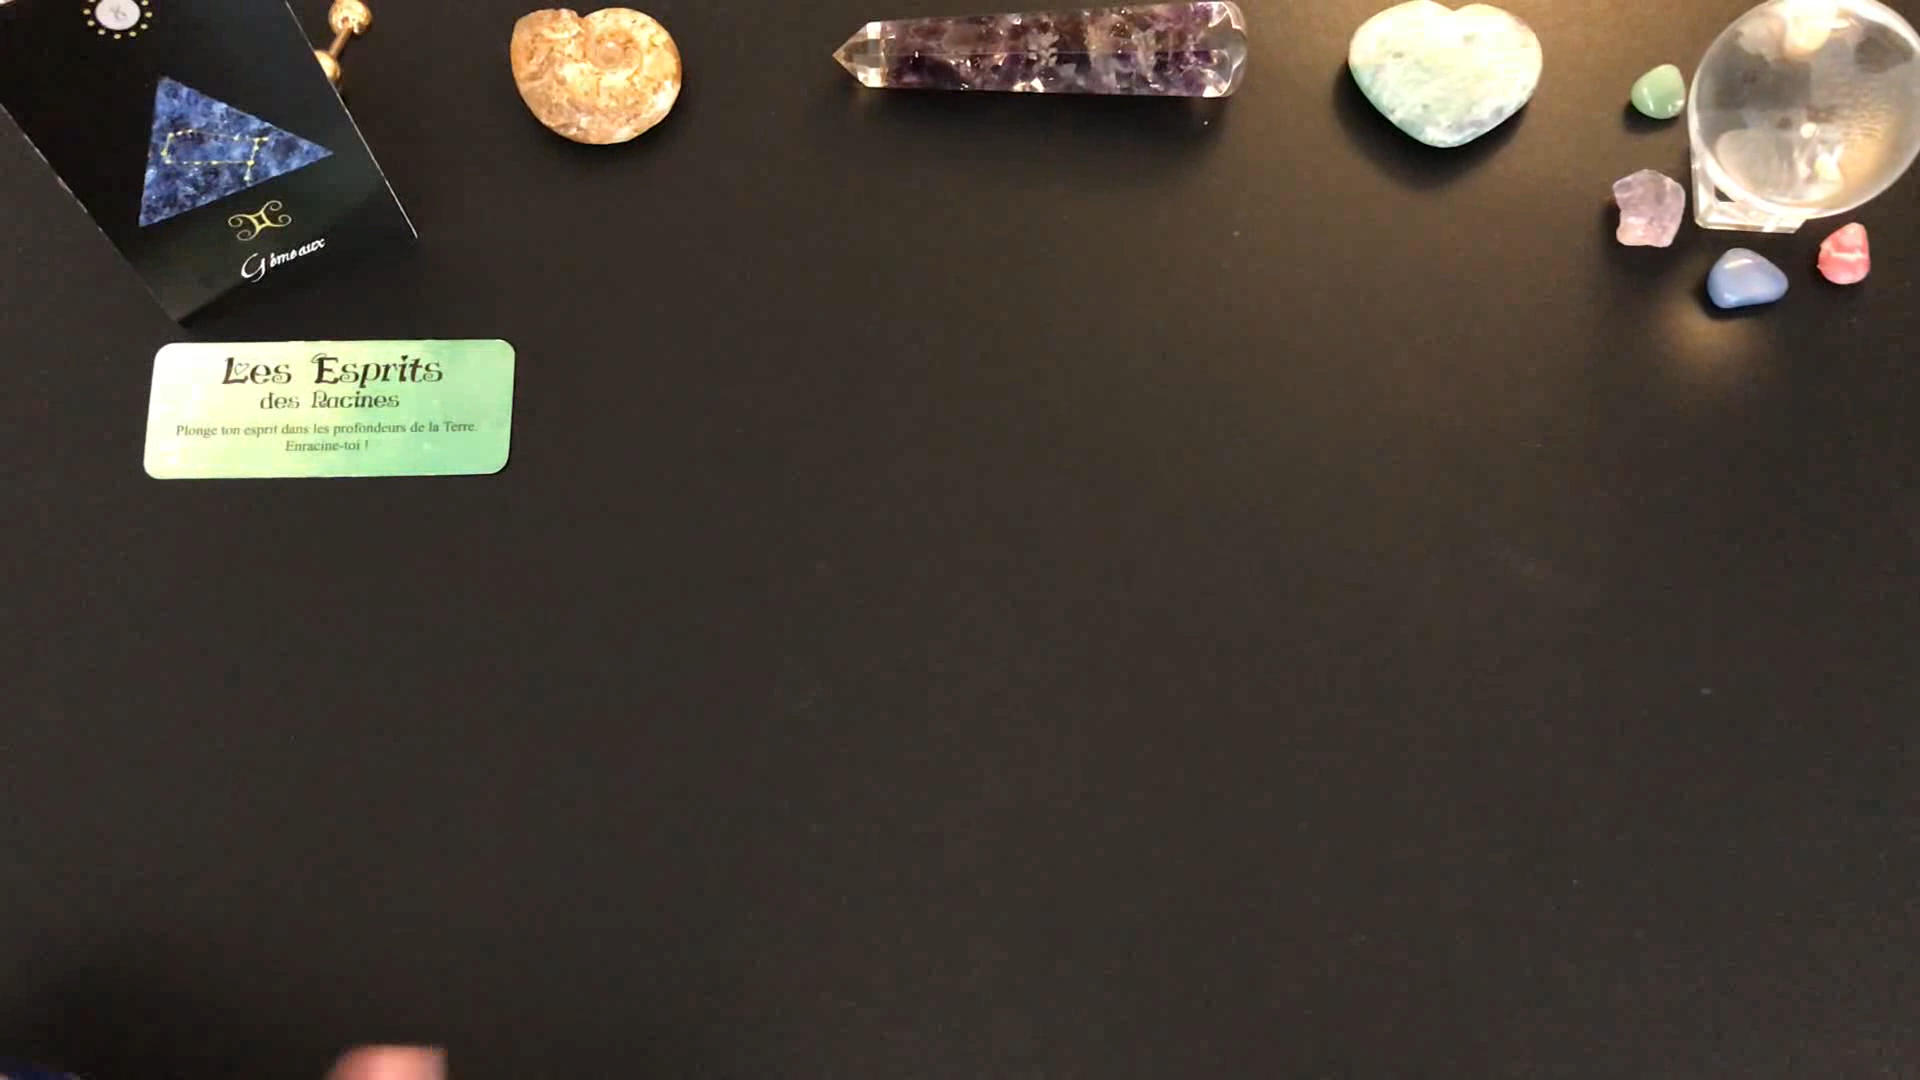 Gémeaux
Les Esprits
des Racines
Plonge ton esprit dans les profondeurs de la Terre.
Enracine-toi !